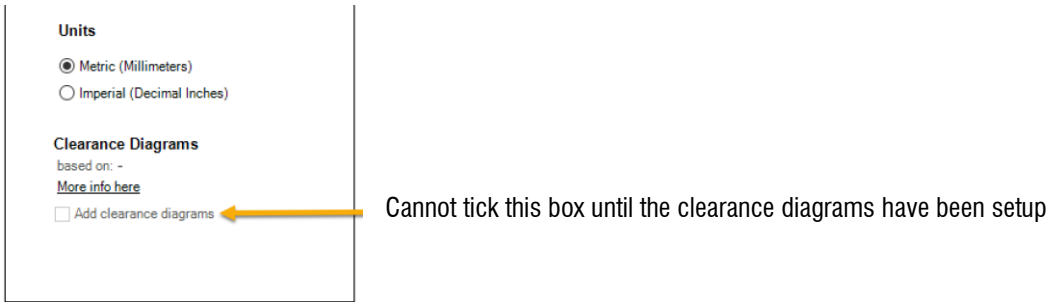 Units
Metric (Millimeters)
Imperial (Decimal Inches)
Clearance Diagrams
based on: -
More info here
Add clearance diagrams
Cannot tick this box until the clearance diagrams have been setup